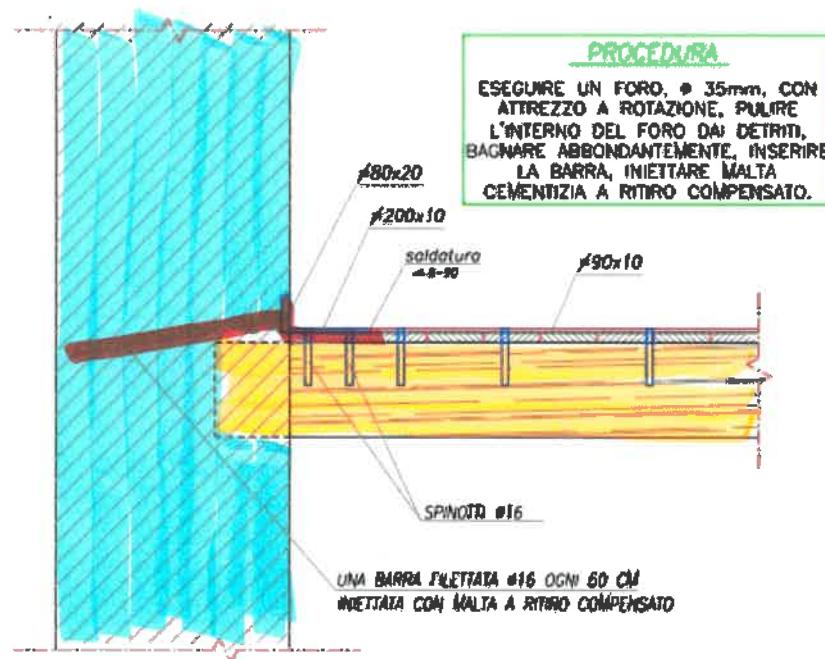 PROCEDURA
ESEGUIRE UN FORO, ø 35mm, CON
ATTREZZO A ROTAZIONE, PULIRE
L'INTERNO DEL FORO DAI DETRITI,
BAGNARE ABBONDANTEMENTE, INSERIRE
LA BARRA, INIETTARE MALTA
CEMENTIZIA A RITIRO COMPENSATO.
80x20
200x10
saldatura
90x10
SPINOTTI ø16
UNA BARRA FILETTATA ø16 OGNI 60 CM
INIETTATA CON MALTA A RITIRO COMPENSATO